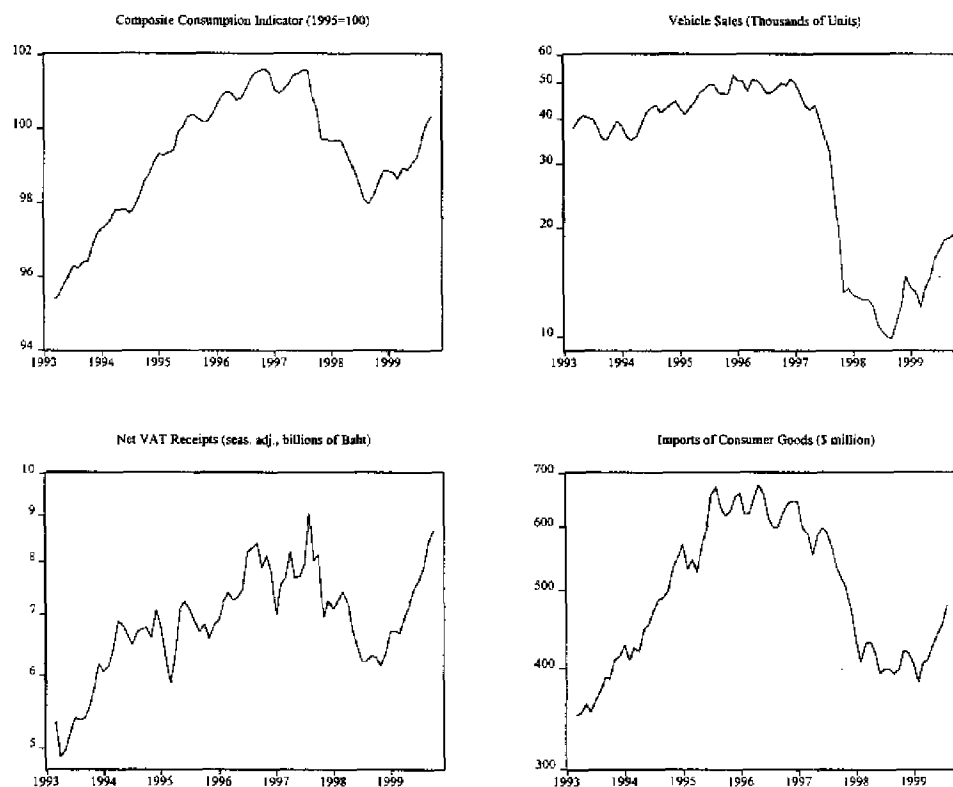 Composite Consumption Indicator (1995=100)
102
100
98
96
94
1993 1994 1995 1996 1997 1998 1999
Vehicle Sales (Thousands of Units)
60
50
40
30
20
10
1993 1994 1995 1996 1997 1998 1999
Net VAT Receipts (seas. adj., billions of Baht)
10
9
8
7
6
5
1993 1994 1995 1996 1997 1998 1999
Imports of Consumer Goods ($ million)
700
600
500
400
300
1993 1994 1995 1996 1997 1998 1999